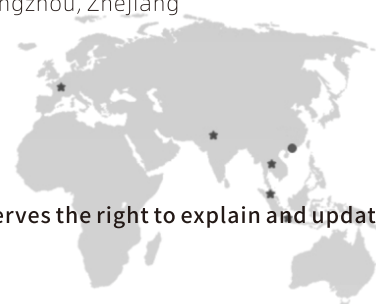 ngzhou, Zhejiang
erves the right to explain and updat